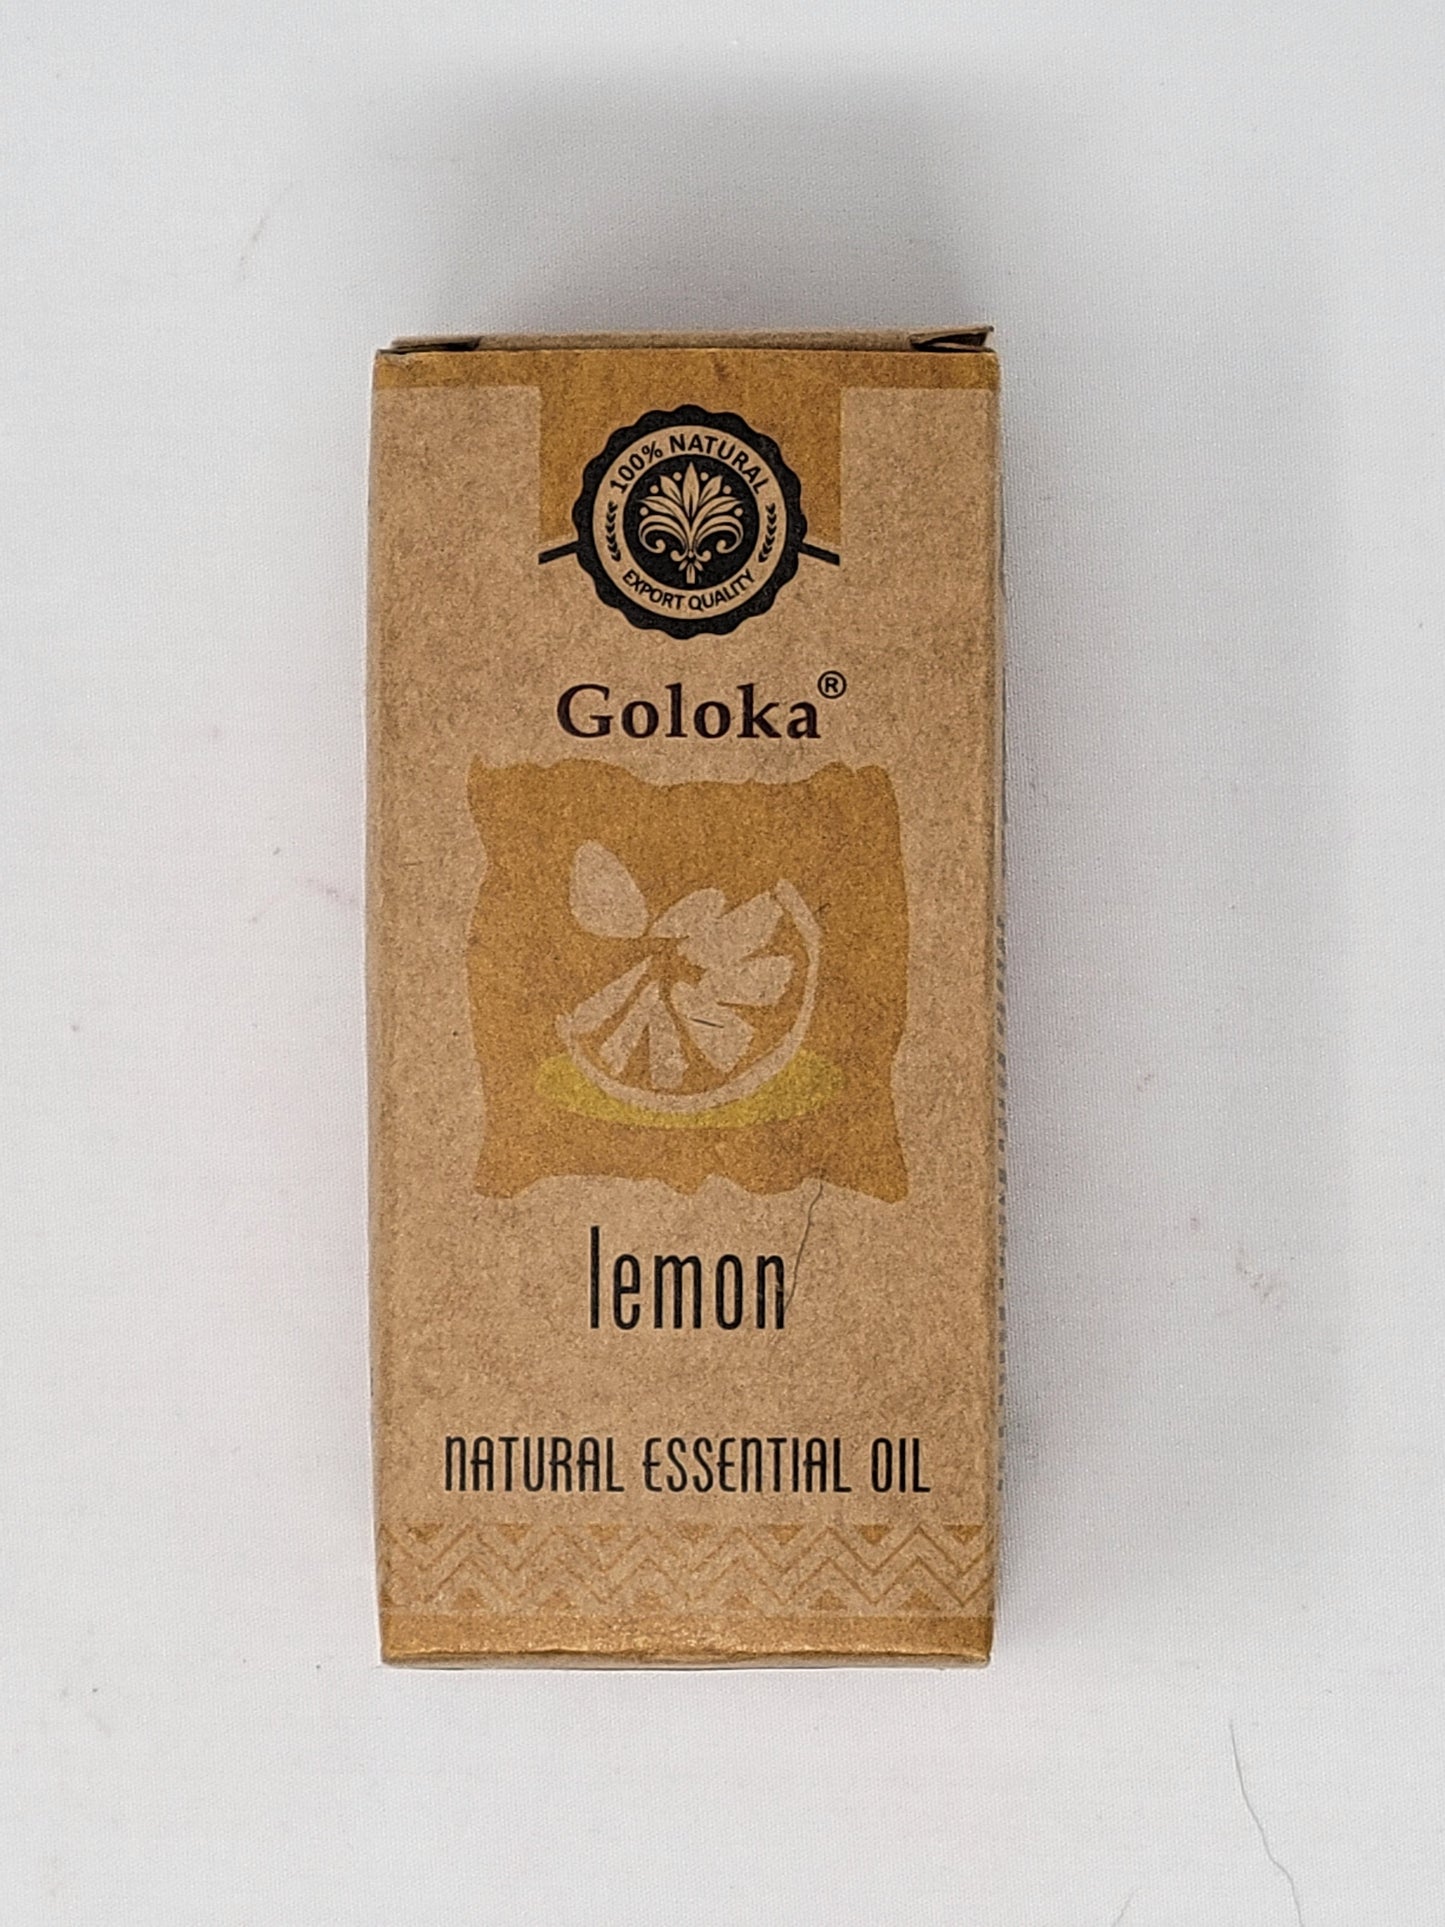 100% NATURAL
EXPORT QUALITY
Goloka®
lemon
NATURAL ESSENTIAL OIL